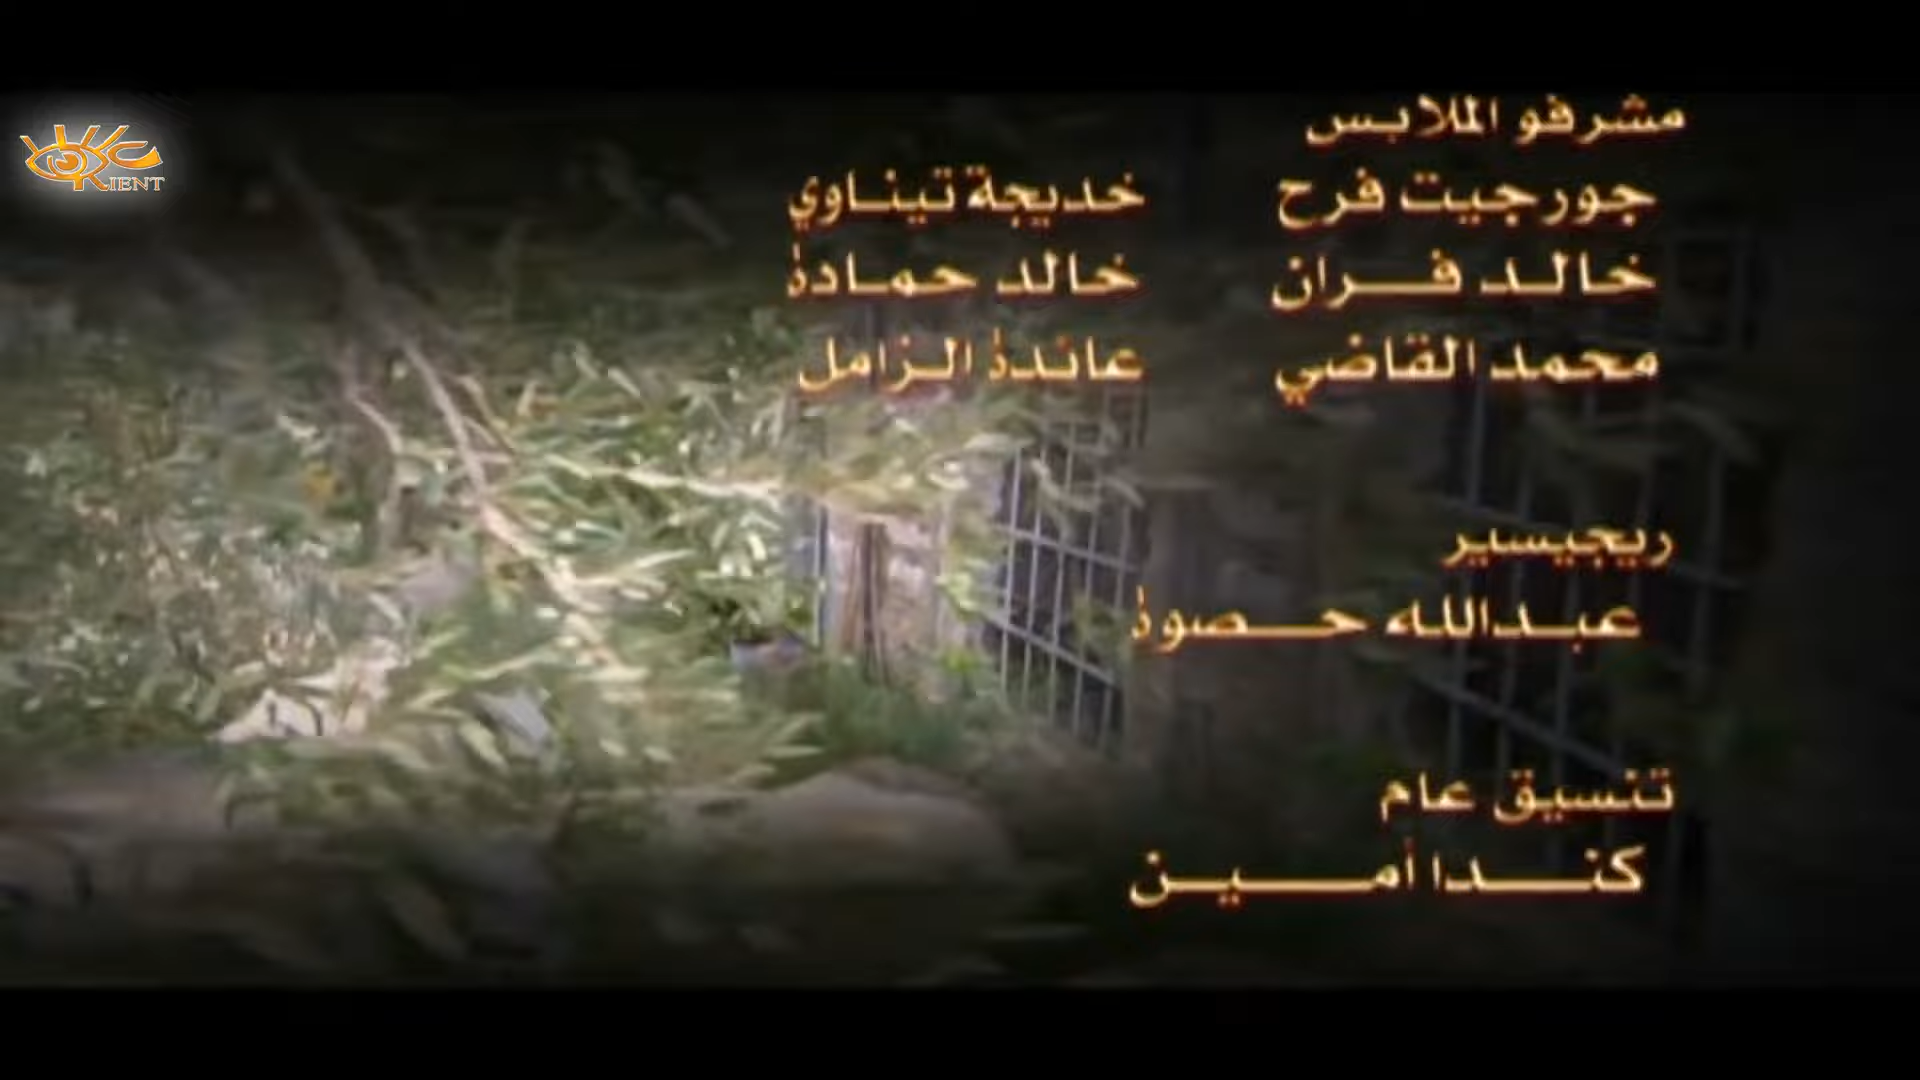 RIENT
مشرفو الملابس
جورجيت فرح خديجة تيناوي
خالد فران خالد حمادة
محمد القاضي عائدة الزامل
ريجيسير
عبدالله حصوة
تنسيق عام
كندا أمين